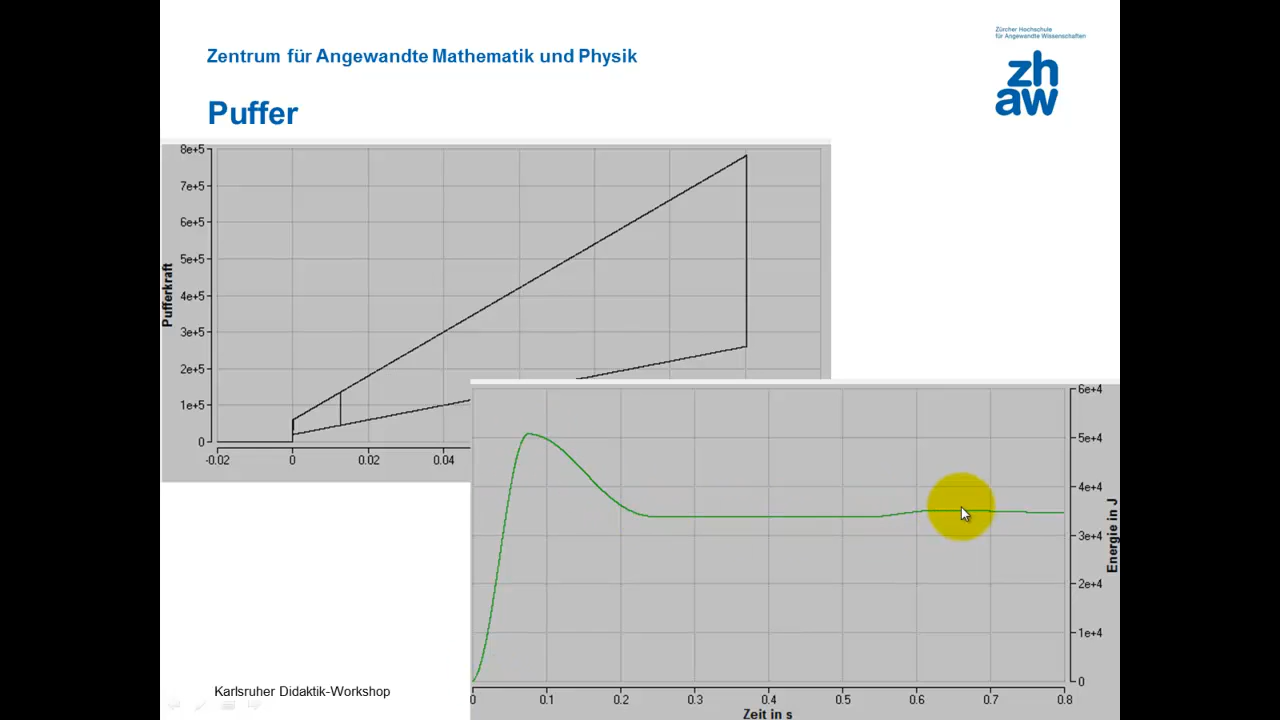 Zürcher Hochschule
für Angewandte Wissenschaften
zh
aw
Zentrum für Angewandte Mathematik und Physik
Puffer
8e+5
7e+5
6e+5
5e+5
4e+5
3e+5
2e+5
1e+5
0
Pufferkraft
-0.02
0
0.02
0.04
6e+4
5e+4
4e+4
3e+4
2e+4
1e+4
0
Energie in J
0
0.1
0.2
0.3
0.4
0.5
0.6
0.7
0.8
Zeit in s
Karlsruher Didaktik-Workshop